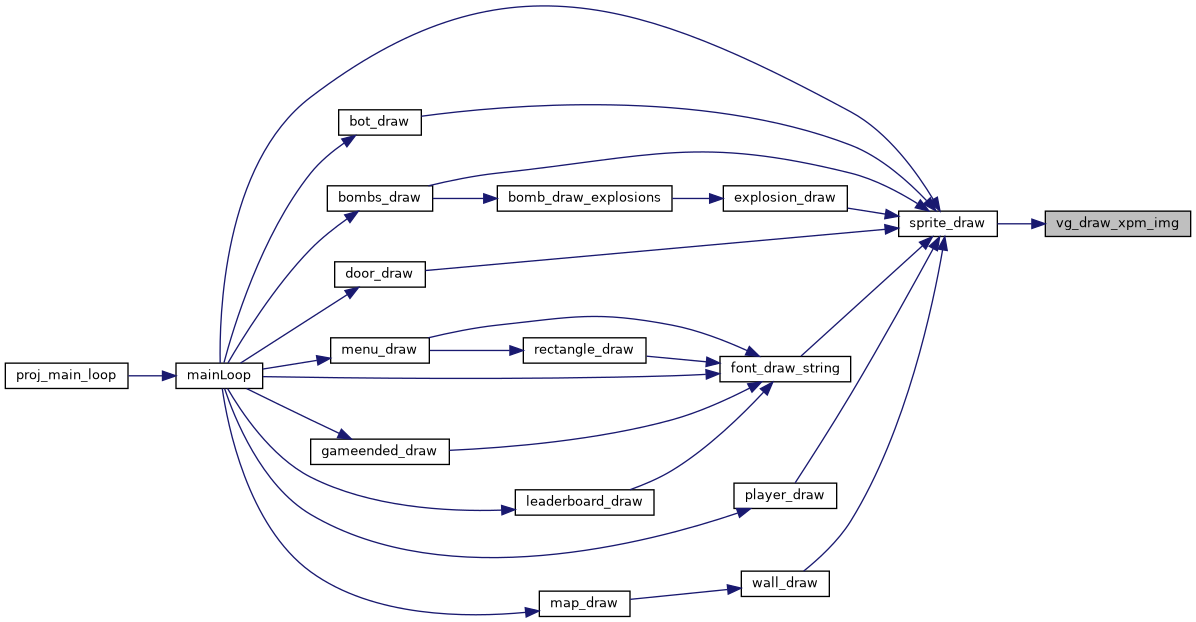 bot_draw
bombs_draw
bomb_draw_explosions
explosion_draw
sprite_draw
vg_draw_xpm_img
door_draw
menu_draw
rectangle_draw
font_draw_string
proj_main_loop
mainLoop
gameended_draw
leaderboard_draw
player_draw
wall_draw
map_draw